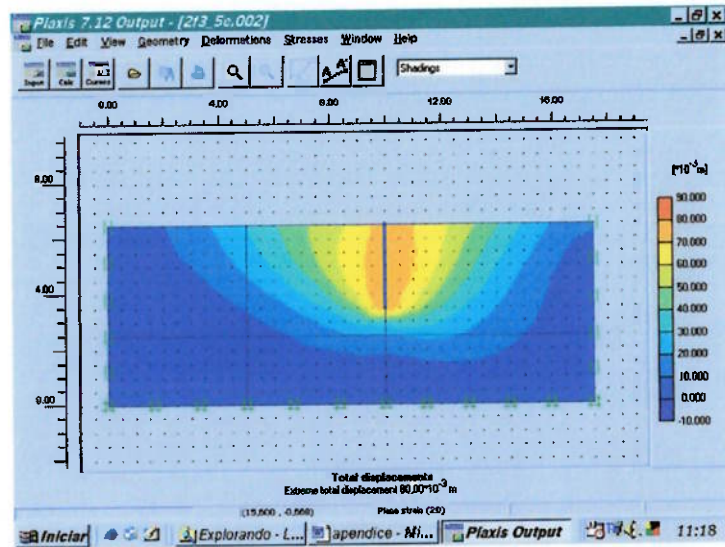 Plaxis 7.12 Output - [2f3_5e.002]
File Edit View Geometry Deformations Stresses Window Help
Input Calc Curves Shadings
0.00 4.00 8.00 12.00 16.00
8.00
4.00
0.00
[*10⁻³m]
90.000
80.000
70.000
60.000
50.000
40.000
30.000
20.000
10.000
0.000
-10.000
Total displacements
Extreme total displacement 80,00*10⁻³ m
Plane strain (2D)
Iniciar Explorando - L... apendice - Mi... Plaxis Output 11:18